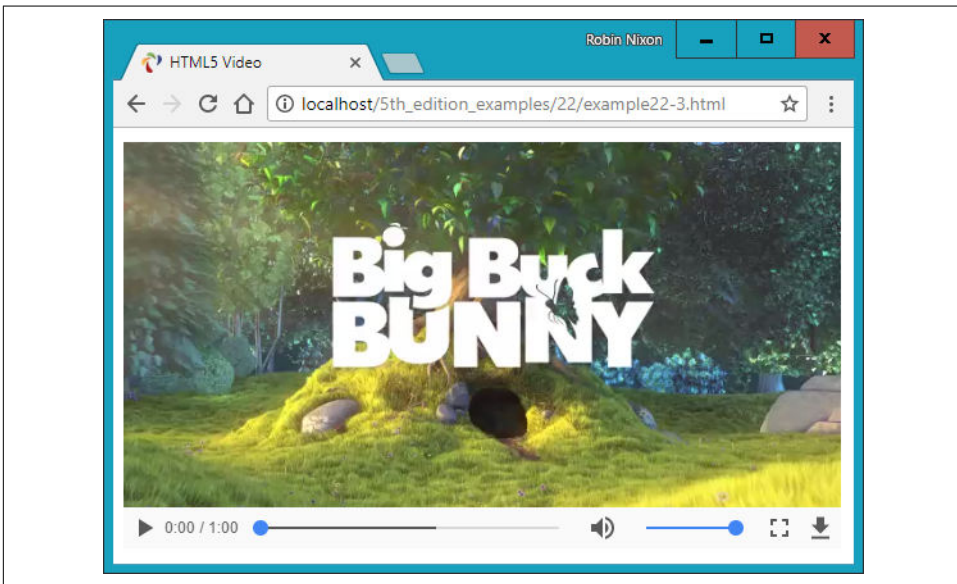 Robin Nixon
HTML5 Video
localhost/5th_edition_examples/22/example22-3.html
Big Buck
BUNNY
0:00 / 1:00